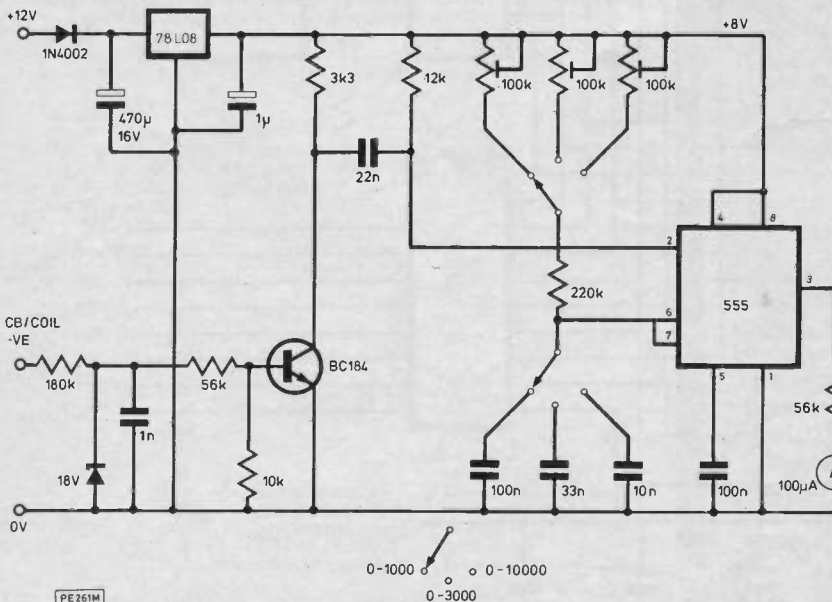 +12V
1N4002
78L08
+8V
470μ
16V
1μ
3k3
12k
100k
100k
100k
22n
4
8
2
3
555
220k
6
7
5
1
CB/COIL
-VE
180k
56k
BC184
1n
18V
10k
0V
100n
33n
10n
100n
56k
100μA
0-1000
0-10000
0-3000
PE261M